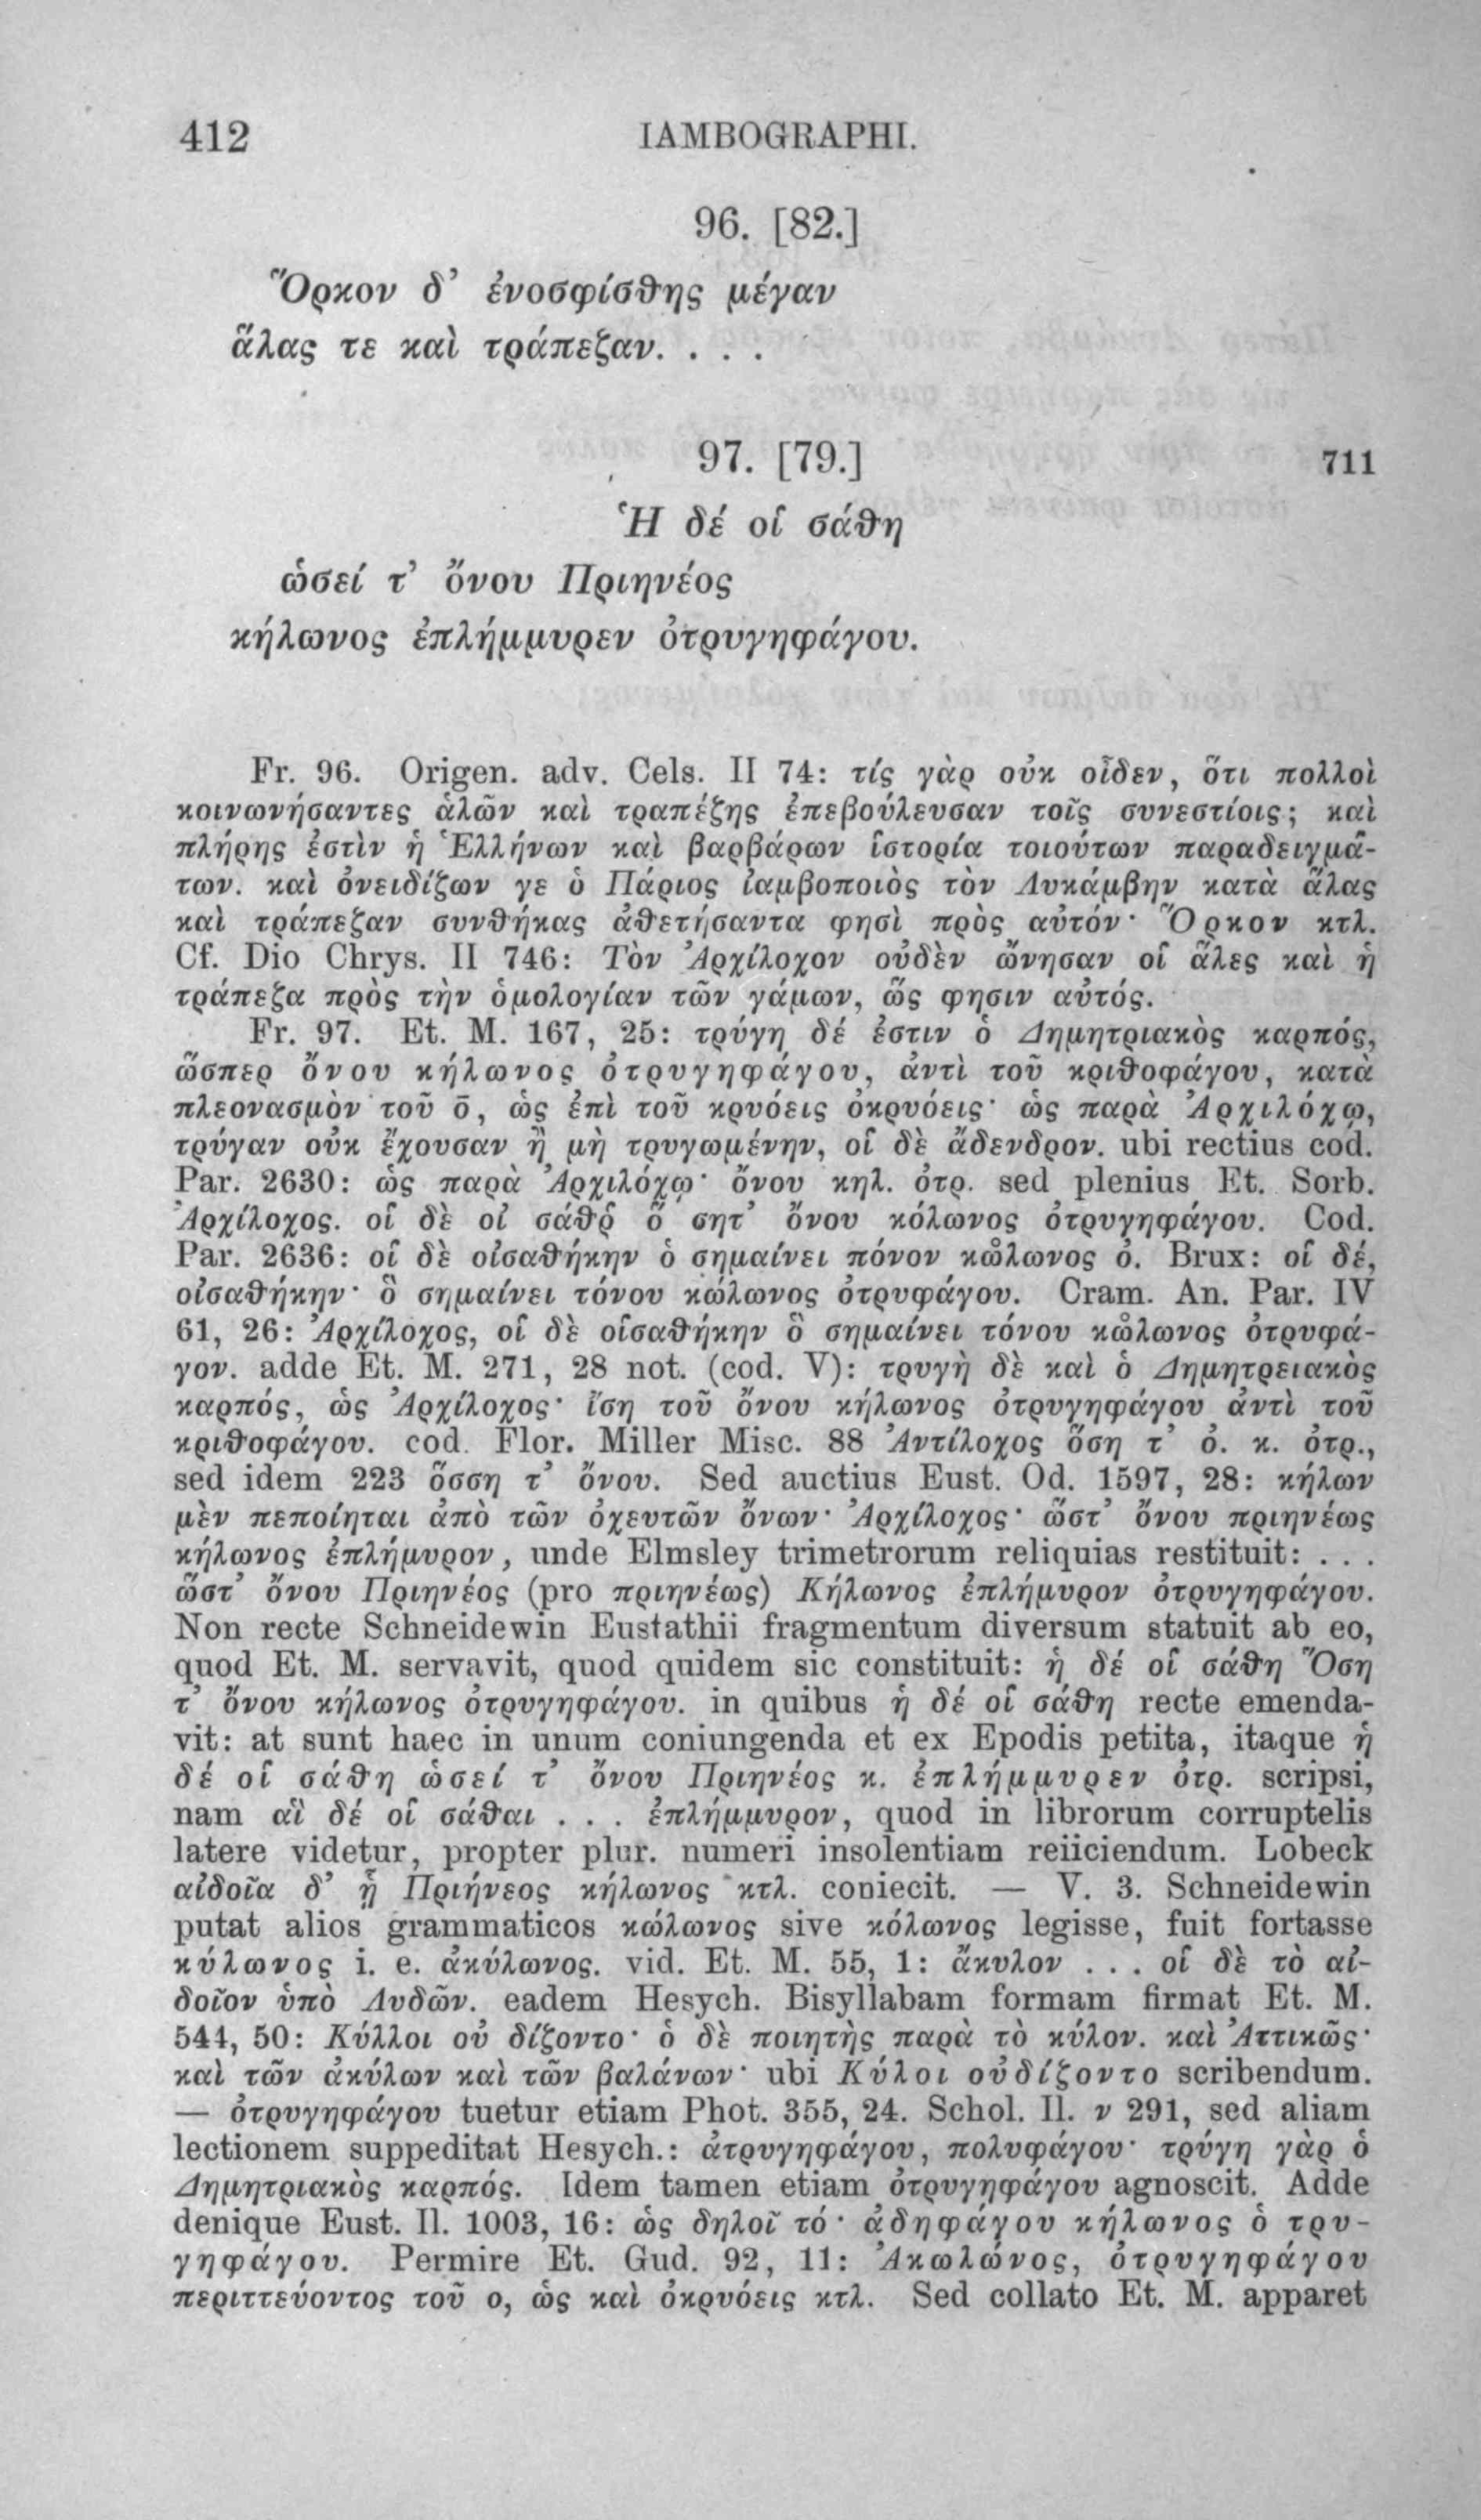 412 IAMBOGRAPHI.
96. [82.]
Ὅρκον δ’ ἐνοσφίσθης μέγαν
ἅλας τε καὶ τράπεζαν. . . .
97. [79.] 711
Ἡ δέ οἱ σάθη
ὡσεί τ’ ὄνου Πριηνέος
κήλωνος ἐπλήμμυρεν ὀτρυγηφάγου.
Fr. 96. Origen. adv. Cels. II 74: τίς γὰρ οὐκ οἶδεν, ὅτι πολλοὶ
κοινωνήσαντες ἁλῶν καὶ τραπέζης ἐπεβούλευσαν τοῖς συνεστίοις; καὶ
πλήρης ἐστὶν ἡ Ἑλλήνων καὶ βαρβάρων ἱστορία τοιούτων παραδειγμά-
των. καὶ ὀνειδίζων γε ὁ Πάριος ἰαμβοποιὸς τὸν Λυκάμβην κατὰ ἅλας
καὶ τράπεζαν συνθήκας ἀθετήσαντα φησὶ πρὸς αὐτόν· Ὅρκον κτλ.
Cf. Dio Chrys. II 746: Τὸν Ἀρχίλοχον οὐδὲν ὤνησαν οἱ ἅλες καὶ ἡ
τράπεζα πρὸς τὴν ὁμολογίαν τῶν γάμων, ὥς φησιν αὐτός.
Fr. 97. Et. M. 167, 25: τρύγη δέ ἐστιν ὁ Δημητριακὸς καρπός,
ὥσπερ ὄνου κήλωνος ὀτρυγηφάγου, ἀντὶ τοῦ κριθοφάγου, κατὰ
πλεονασμὸν τοῦ ο̄, ὡς ἐπὶ τοῦ κρυόεις ὀκρυόεις· ὡς παρὰ Ἀρχιλόχῳ,
τρύγαν οὐκ ἔχουσαν ἢ μὴ τρυγωμένην, οἱ δὲ ἄδενδρον. ubi rectius cod.
Par. 2630: ὡς παρὰ Ἀρχιλόχῳ· ὄνου κηλ. ὀτρ. sed plenius Et. Sorb.
Ἀρχίλοχος. οἱ δὲ οἰ σάθῥ ὅ σητ’ ὄνου κόλωνος ὀτρυγηφάγου. Cod.
Par. 2636: οἱ δὲ οἰσαθήκην ὁ σημαίνει πόνον κώλωνος ὀ. Brux: οἱ δέ,
οἰσαθήκην· ὃ σημαίνει τόνου κώλωνος ὀτρυφάγου. Cram. An. Par. IV
61, 26: Ἀρχίλοχος, οἱ δὲ οἱσαθήκην ὃ σημαίνει τόνου κώλωνος ὀτρυφά-
γον. adde Et. M. 271, 28 not. (cod. V): τρυγὴ δὲ καὶ ὁ Δημητρειακὸς
καρπός, ὡς Ἀρχίλοχος· ἴση τοῦ ὄνου κήλωνος ὀτρυγηφάγου ἀντὶ τοῦ
κριθοφάγου. cod. Flor. Miller Misc. 88 Ἀντίλοχος ὅση τ’ ὀ. κ. ὀτρ.,
sed idem 223 ὅσση τ’ ὄνου. Sed auctius Eust. Od. 1597, 28: κήλων
μὲν πεποίηται ἀπὸ τῶν ὀχευτῶν ὄνων· Ἀρχίλοχος· ὥστ’ ὄνου πριηνέως
κήλωνος ἐπλήμυρον, unde Elmsley trimetrorum reliquias restituit: . . .
ὥστ’ ὄνου Πριηνέος (pro πριηνέως) Κήλωνος ἐπλήμυρον ὀτρυγηφάγου.
Non recte Schneidewin Eustathii fragmentum diversum statuit ab eo,
quod Et. M. servavit, quod quidem sic constituit: ἡ δέ οἱ σάθη Ὅση
τ’ ὄνου κήλωνος ὀτρυγηφάγου. in quibus ἡ δέ οἱ σάθη recte emenda-
vit: at sunt haec in unum coniungenda et ex Epodis petita, itaque ἡ
δέ οἱ σάθη ὡσεί τ’ ὄνου Πριηνέος κ. ἐπλήμμυρεν ὀτρ. scripsi,
nam αἳ δέ οἱ σάθαι . . . ἐπλήμμυρον, quod in librorum corruptelis
latere videtur, propter plur. numeri insolentiam reiiciendum. Lobeck
αἰδοῖα δ’ ᾗ Πριήνεος κήλωνος κτλ. coniecit. — V. 3. Schneidewin
putat alios grammaticos κώλωνος sive κόλωνος legisse, fuit fortasse
κύλωνος i. e. ἀκύλωνος. vid. Et. M. 55, 1: ἄκυλον . . . οἱ δὲ τὸ αἰ-
δοῖον ὑπὸ Λυδῶν. eadem Hesych. Bisyllabam formam firmat Et. M.
544, 50: Κύλλοι οὐ δίζοντο· ὁ δὲ ποιητὴς παρὰ τὸ κύλον. καὶ Ἀττικῶς·
καὶ τῶν ἀκύλων καὶ τῶν βαλάνων· ubi Κύλοι οὐδίζοντο scribendum.
— ὀτρυγηφάγου tuetur etiam Phot. 355, 24. Schol. Il. ν 291, sed aliam
lectionem suppeditat Hesych.: ἀτρυγηφάγου, πολυφάγου· τρύγη γὰρ ὁ
Δημητριακὸς καρπός. Idem tamen etiam ὀτρυγηφάγου agnoscit. Adde
denique Eust. Il. 1003, 16: ὡς δηλοῖ τό· ἀδηφάγου κήλωνος ὁ τρυ-
γηφάγου. Permire Et. Gud. 92, 11: Ἀκωλώνος, ὀτρυγηφάγου
περιττεύοντος τοῦ ο, ὡς καὶ ὀκρυόεις κτλ. Sed collato Et. M. apparet